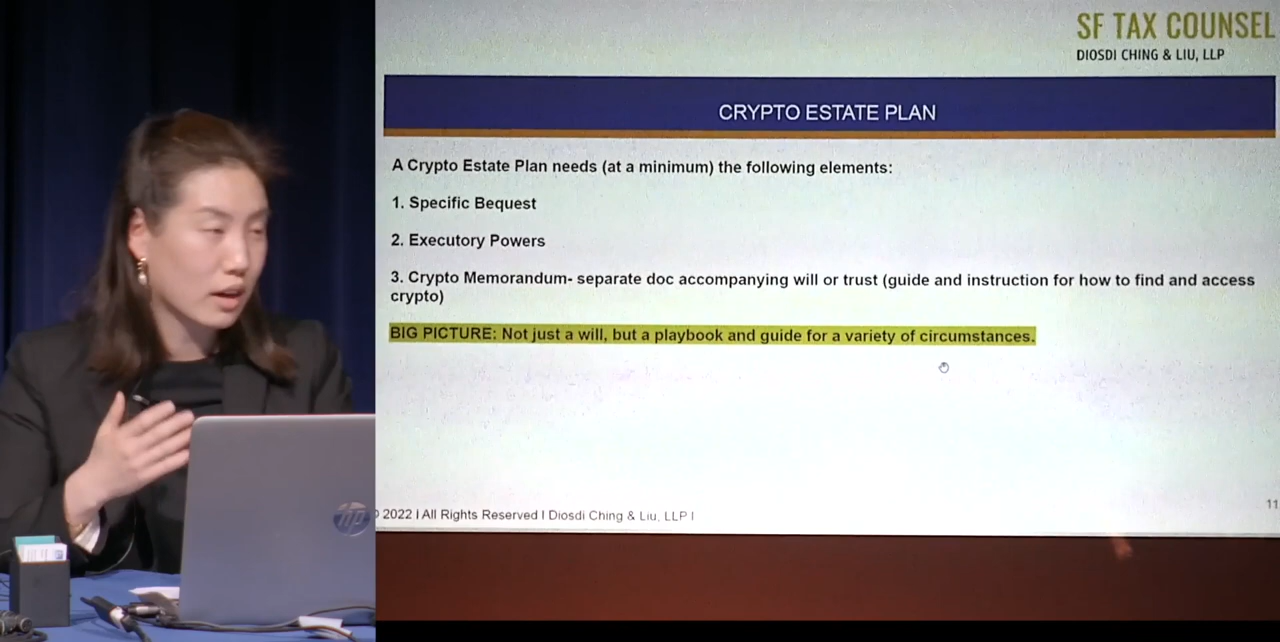 SF TAX COUNSEL
DIOSDI CHING & LIU, LLP
CRYPTO ESTATE PLAN
A Crypto Estate Plan needs (at a minimum) the following elements:
1. Specific Bequest
2. Executory Powers
3. Crypto Memorandum- separate doc accompanying will or trust (guide and instruction for how to find and access
crypto)
BIG PICTURE: Not just a will, but a playbook and guide for a variety of circumstances.
hp
© 2022 I All Rights Reserved I Diosdi Ching & Liu, LLP I
11